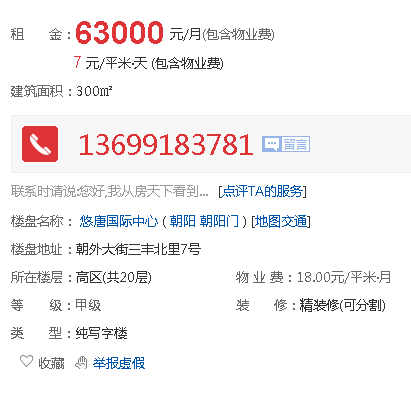 租 金：63000 元/月(包含物业费)
7 元/平米·天 (包含物业费)
建筑面积：300㎡
13699183781 留言
联系时请说:您好,我从房天下看到... [点评TA的服务]
楼盘名称： 悠唐国际中心 ( 朝阳 朝阳门 ) [地图交通]
楼盘地址：朝外大街三丰北里7号
所在楼层：高区(共20层) 物 业 费：18.00元/平米·月
等 级：甲级 装 修：精装修(可分割)
类 型：纯写字楼
收藏 举报虚假